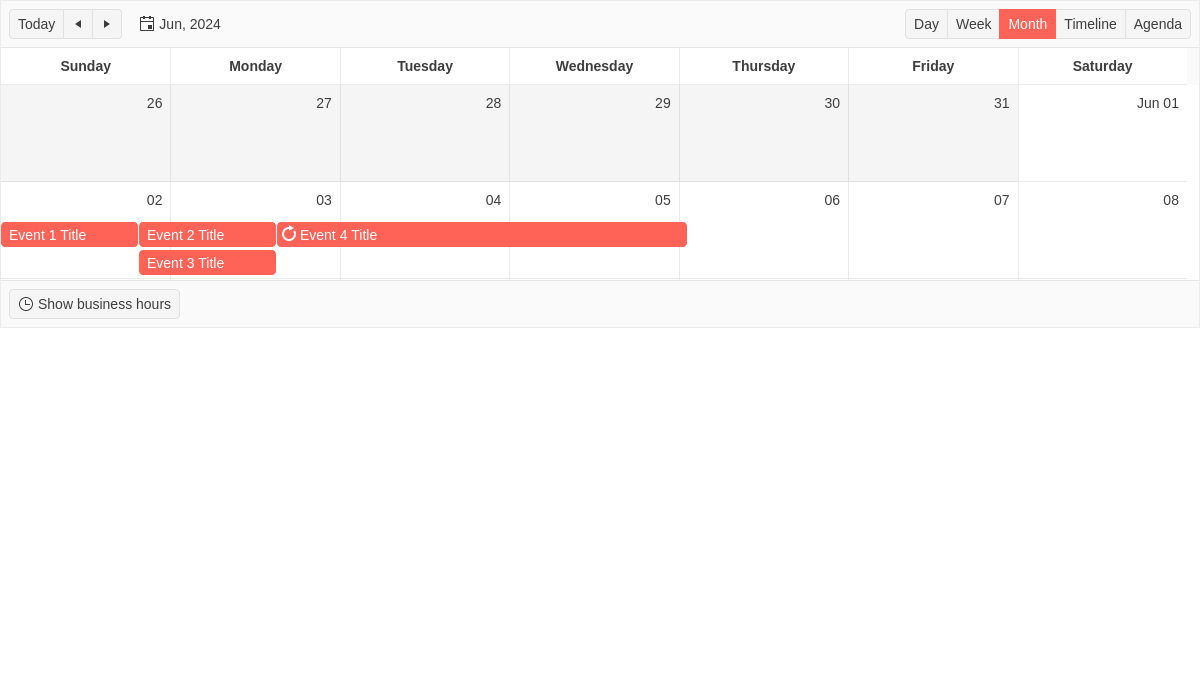 Today Jun, 2024 Day Week Month Timeline Agenda
Sunday Monday Tuesday Wednesday Thursday Friday Saturday
26 27 28 29 30 31 Jun 01
02 03 04 05 06 07 08
Event 1 Title Event 2 Title Event 4 Title
Event 3 Title
Show business hours